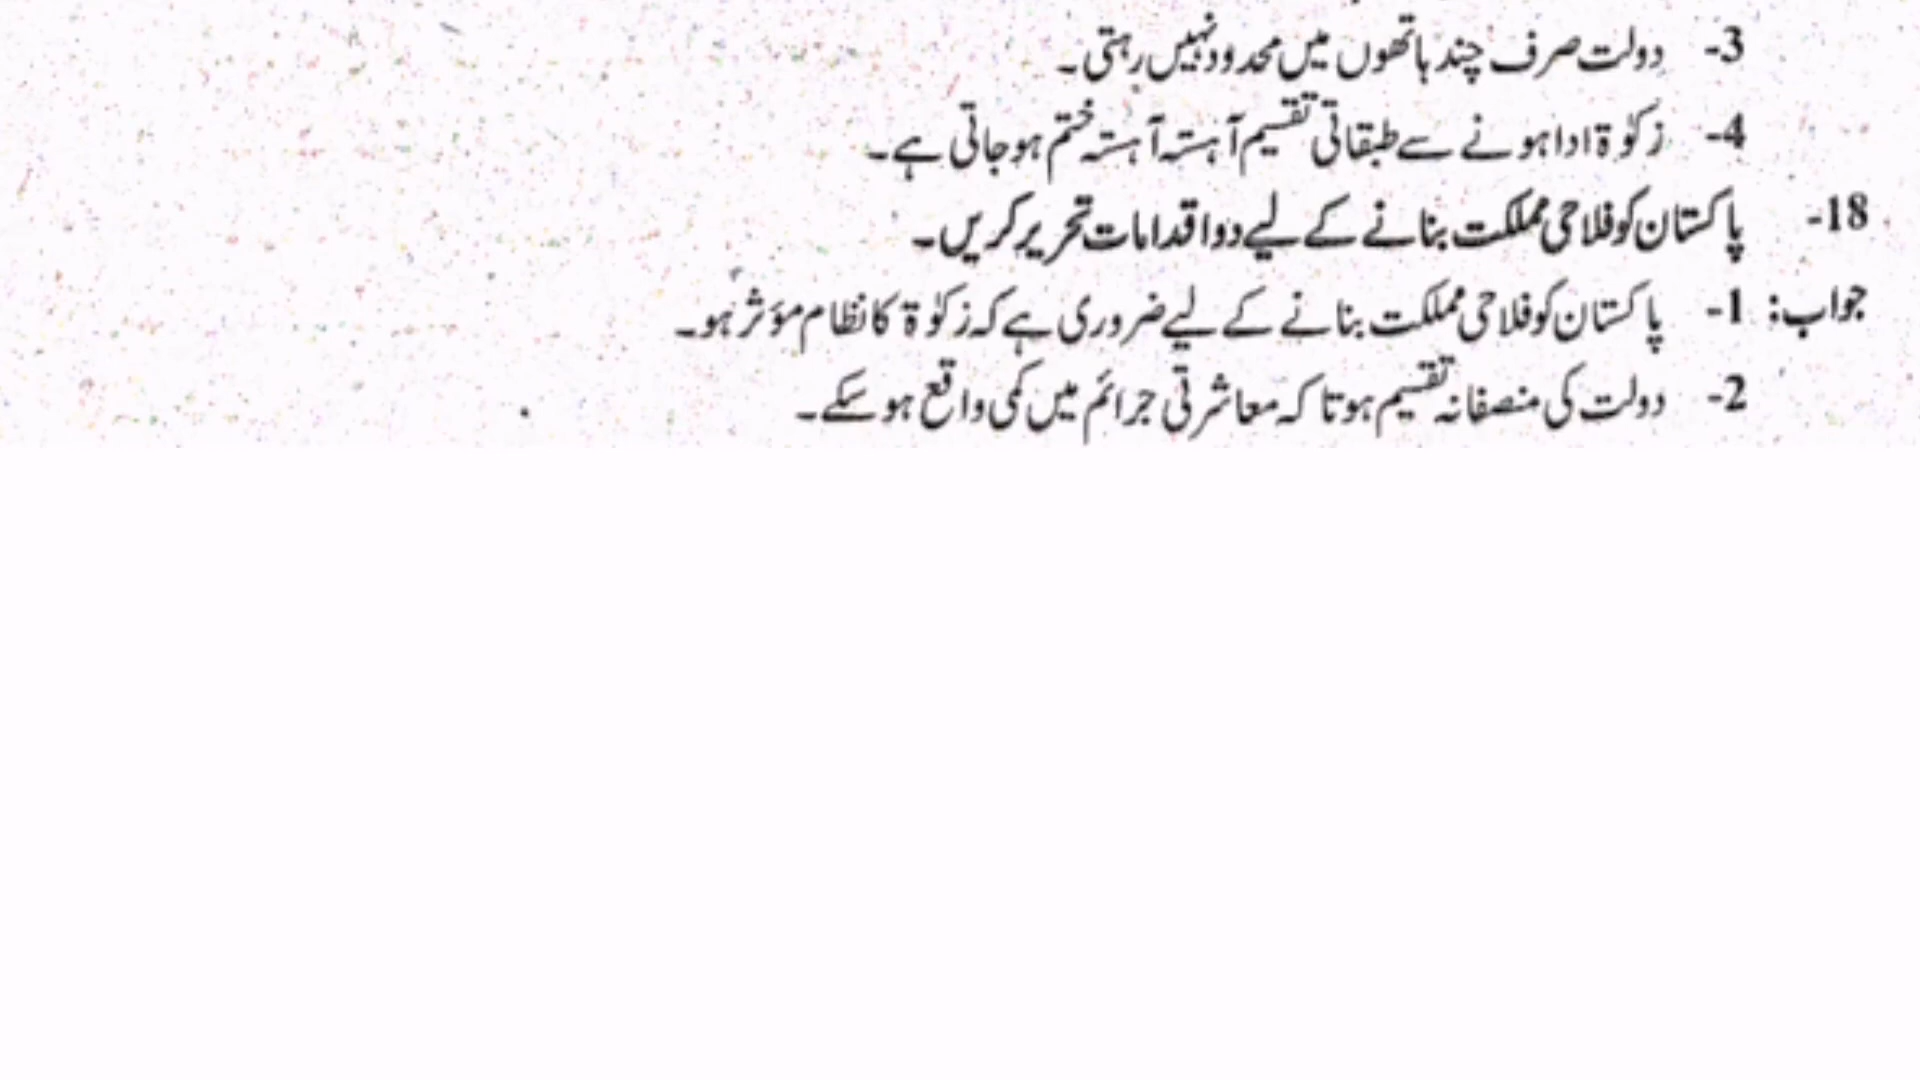 3- دولت صرف چند ہاتھوں میں محدود نہیں رہتی۔
4- زکوٰۃ ادا ہونے سے طبقاتی تقسیم آہستہ آہستہ ختم ہو جاتی ہے۔
18- پاکستان کو فلاحی مملکت بنانے کے لیے دو اقدامات تحریر کریں۔
جواب: 1- پاکستان کو فلاحی مملکت بنانے کے لیے ضروری ہے کہ زکوٰۃ کا نظام مؤثر ہو۔
2- دولت کی منصفانہ تقسیم ہو تا کہ معاشرتی جرائم میں کمی واقع ہو سکے۔